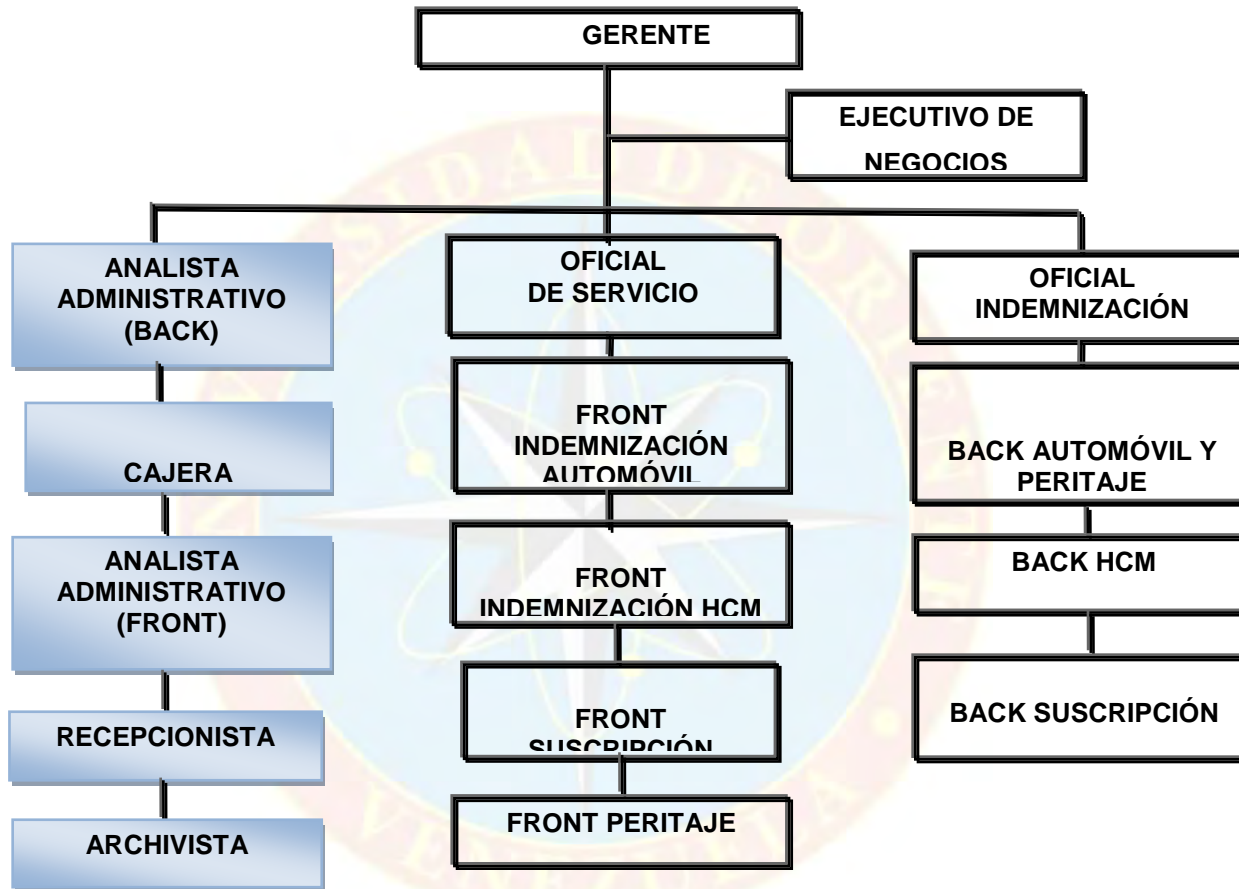 GERENTE
EJECUTIVO DE
NEGOCIOS
ANALISTA
ADMINISTRATIVO
(BACK)
CAJERA
ANALISTA
ADMINISTRATIVO
(FRONT)
RECEPCIONISTA
ARCHIVISTA
OFICIAL
DE SERVICIO
FRONT
INDEMNIZACIÓN
AUTOMÓVIL
FRONT
INDEMNIZACIÓN HCM
FRONT
SUSCRIPCIÓN
FRONT PERITAJE
OFICIAL
INDEMNIZACIÓN
BACK AUTOMÓVIL Y
PERITAJE
BACK HCM
BACK SUSCRIPCIÓN